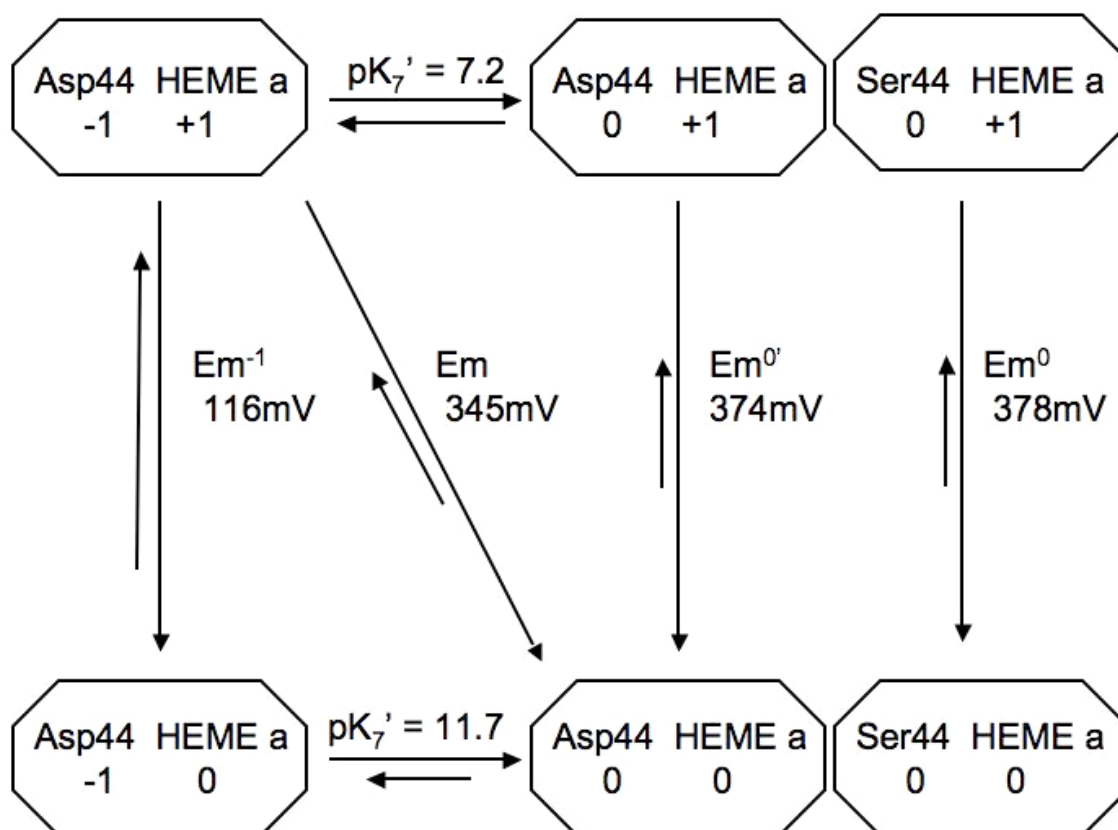 Asp44 HEME a
-1 +1
pK₇’ = 7.2
Asp44 HEME a
0 +1
Ser44 HEME a
0 +1
Em⁻¹
116mV
Em
345mV
Em⁰’
374mV
Em⁰
378mV
Asp44 HEME a
-1 0
pK₇’ = 11.7
Asp44 HEME a
0 0
Ser44 HEME a
0 0